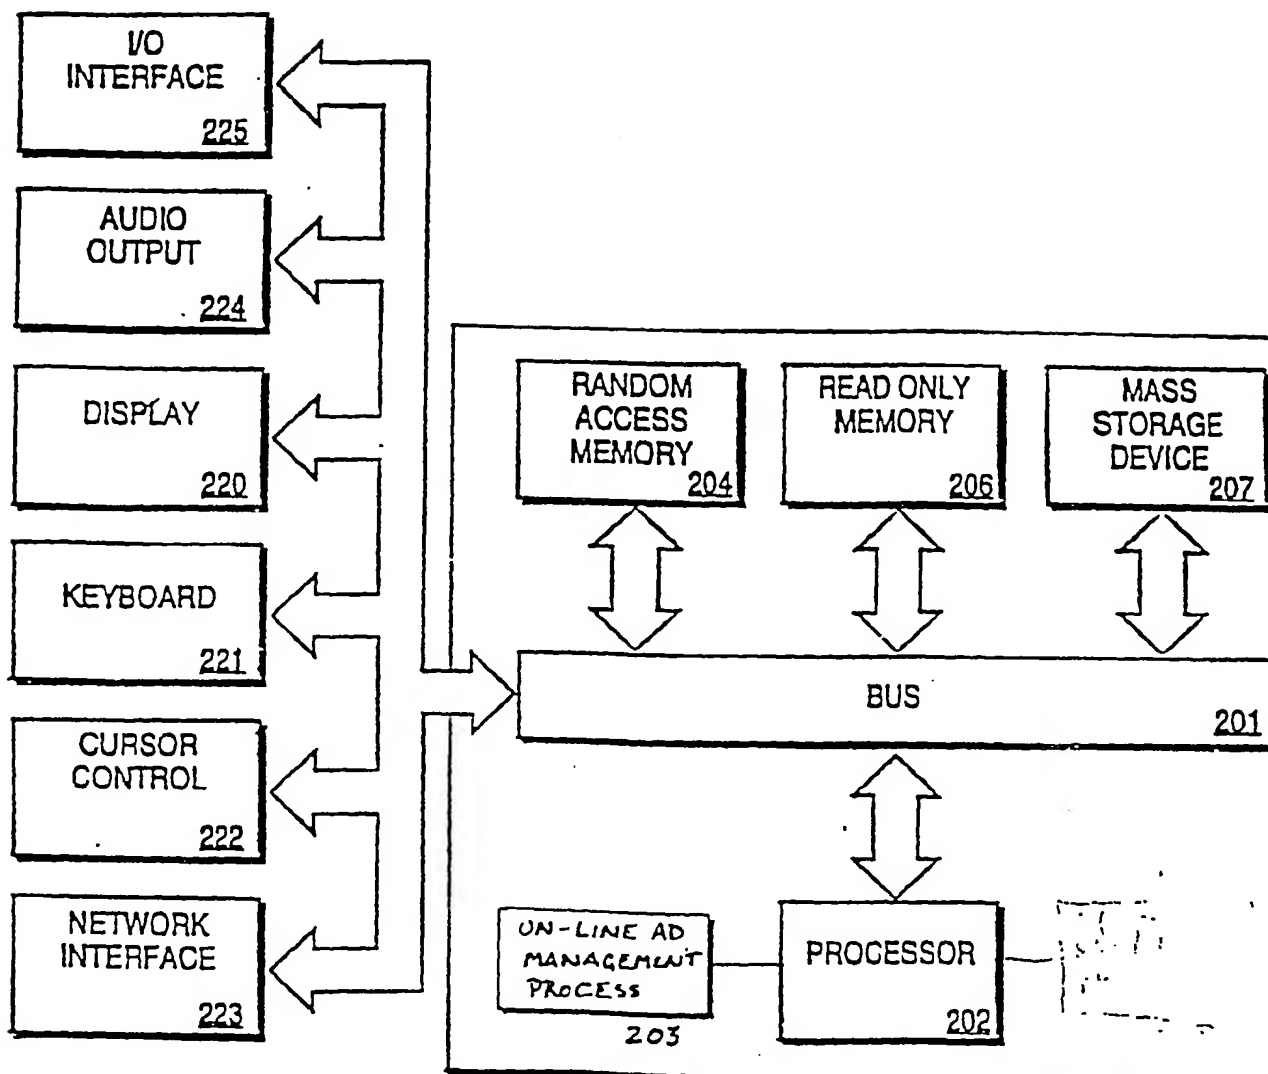 I/O
INTERFACE
225
AUDIO
OUTPUT
224
DISPLAY
220
KEYBOARD
221
CURSOR
CONTROL
222
NETWORK
INTERFACE
223
RANDOM
ACCESS
MEMORY
204
READ ONLY
MEMORY
206
MASS
STORAGE
DEVICE
207
BUS
201
ON-LINE AD
MANAGEMENT
PROCESS
203
PROCESSOR
202